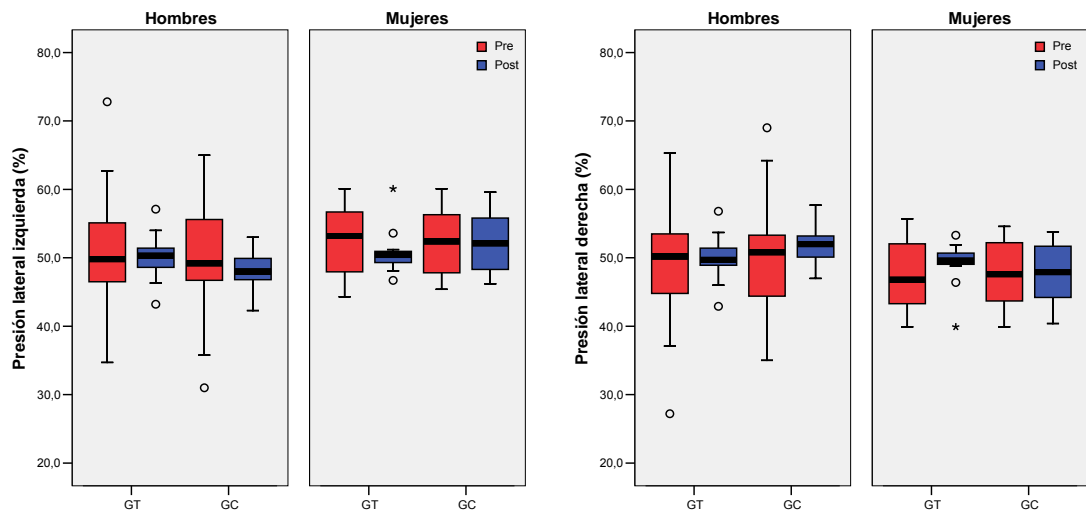 Hombres
Mujeres
Presión lateral izquierda (%)
80,0
70,0
60,0
50,0
40,0
30,0
20,0
Pre
Post
GT
GC
GT
GC
Hombres
Mujeres
Presión lateral derecha (%)
80,0
70,0
60,0
50,0
40,0
30,0
20,0
Pre
Post
GT
GC
GT
GC